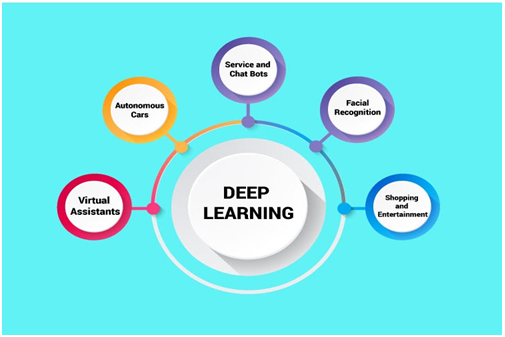 Service and
Chat Bots
Autonomous
Cars
Facial
Recognition
Virtual
Assistants
DEEP
LEARNING
Shopping
and
Entertainment